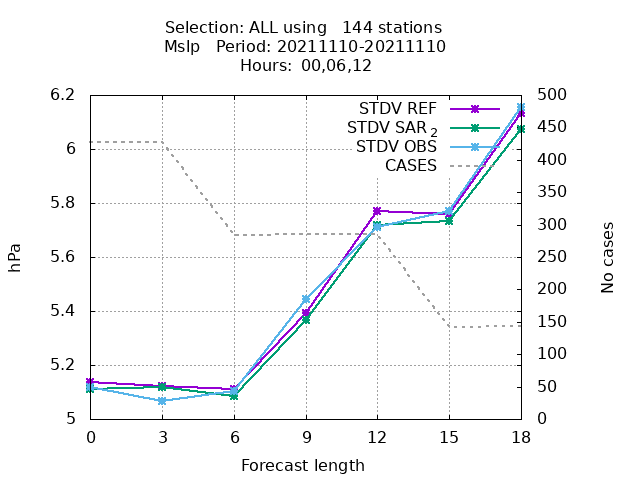 Selection: ALL using   144 stations
Mslp   Period: 20211110-20211110
Hours: 00,06,12
STDV REF
STDV SAR 2
STDV OBS
CASES
6.2
6
5.8
5.6
5.4
5.2
5
500
450
400
350
300
250
200
150
100
50
0
hPa
No cases
0 3 6 9 12 15 18
Forecast length